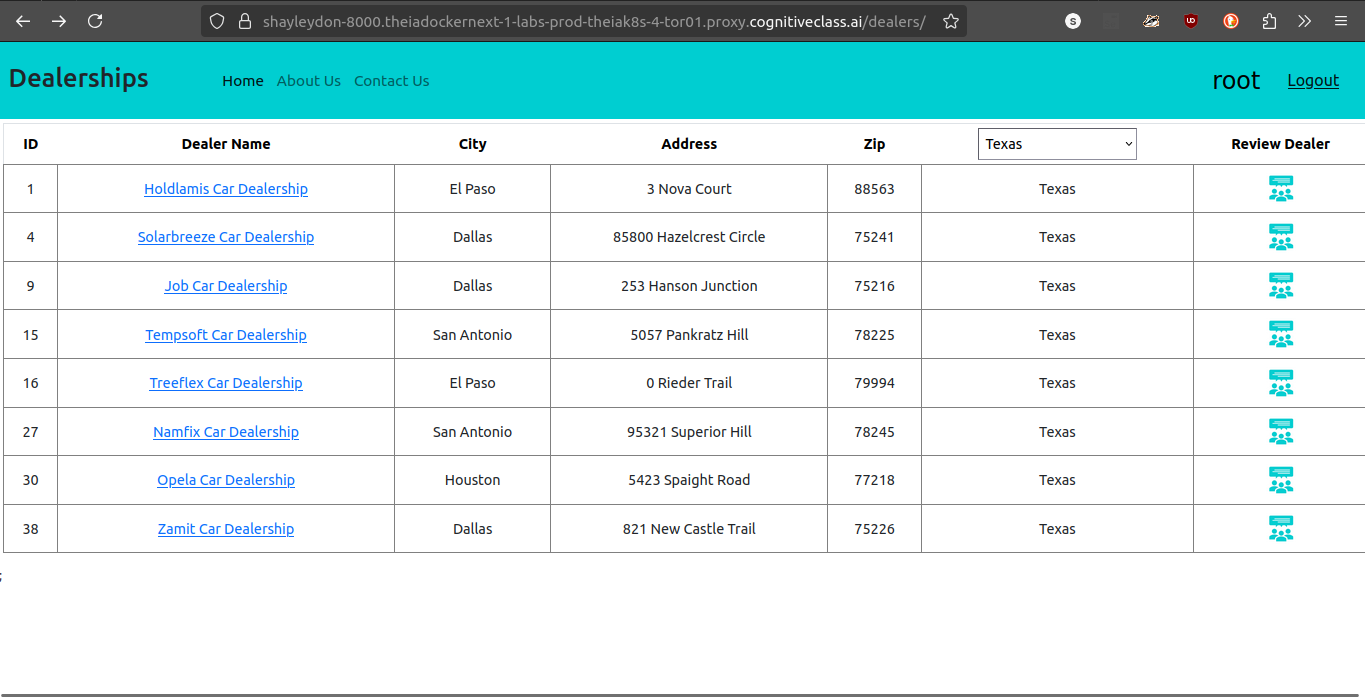 shayleydon-8000.theiadockernext-1-labs-prod-theiak8s-4-tor01.proxy.cognitiveclass.ai/dealers/
S
UD
Dealerships Home About Us Contact Us root Logout
ID Dealer Name City Address Zip Texas Review Dealer
1 Holdlamis Car Dealership El Paso 3 Nova Court 88563 Texas
4 Solarbreeze Car Dealership Dallas 85800 Hazelcrest Circle 75241 Texas
9 Job Car Dealership Dallas 253 Hanson Junction 75216 Texas
15 Tempsoft Car Dealership San Antonio 5057 Pankratz Hill 78225 Texas
16 Treeflex Car Dealership El Paso 0 Rieder Trail 79994 Texas
27 Namfix Car Dealership San Antonio 95321 Superior Hill 78245 Texas
30 Opela Car Dealership Houston 5423 Spaight Road 77218 Texas
38 Zamit Car Dealership Dallas 821 New Castle Trail 75226 Texas
;